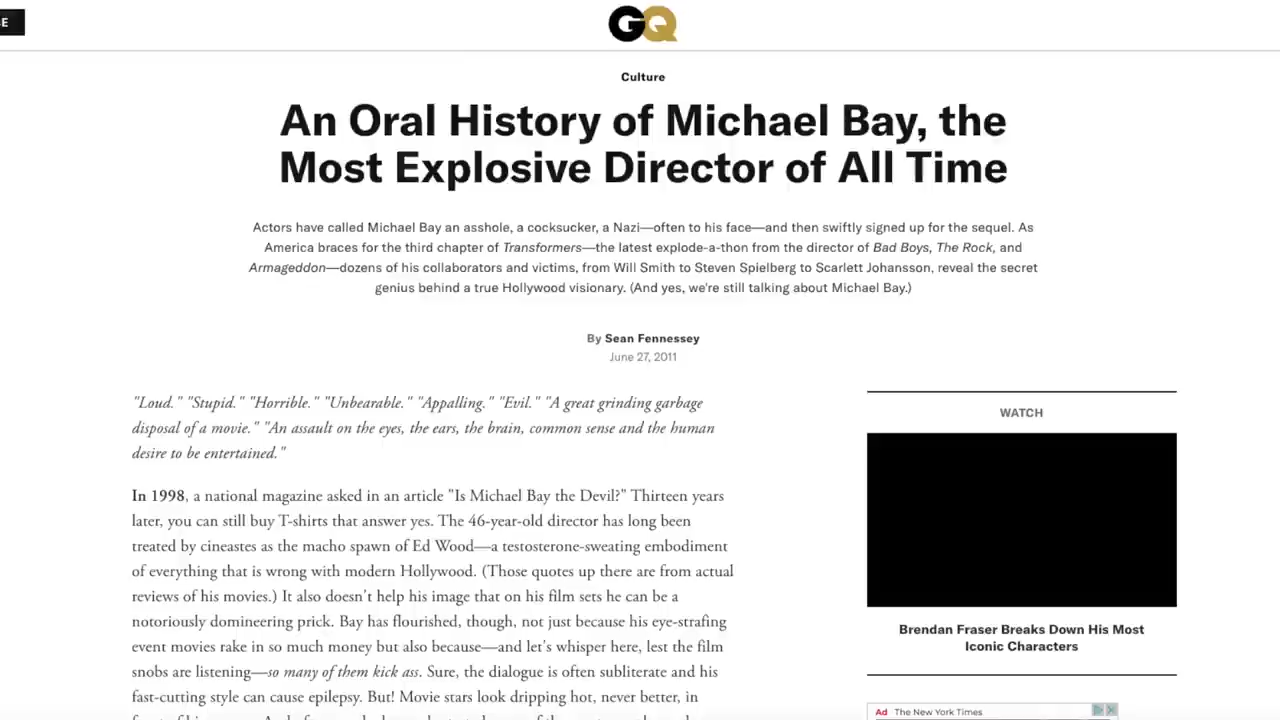 E
GQ
Culture
An Oral History of Michael Bay, the
Most Explosive Director of All Time
Actors have called Michael Bay an asshole, a cocksucker, a Nazi—often to his face—and then swiftly signed up for the sequel. As
America braces for the third chapter of Transformers—the latest explode-a-thon from the director of Bad Boys, The Rock, and
Armageddon—dozens of his collaborators and victims, from Will Smith to Steven Spielberg to Scarlett Johansson, reveal the secret
genius behind a true Hollywood visionary. (And yes, we're still talking about Michael Bay.)
By Sean Fennessey
June 27, 2011
"Loud." "Stupid." "Horrible." "Unbearable." "Appalling." "Evil." "A great grinding garbage
disposal of a movie." "An assault on the eyes, the ears, the brain, common sense and the human
desire to be entertained."
In 1998, a national magazine asked in an article "Is Michael Bay the Devil?" Thirteen years
later, you can still buy T-shirts that answer yes. The 46-year-old director has long been
treated by cineastes as the macho spawn of Ed Wood—a testosterone-sweating embodiment
of everything that is wrong with modern Hollywood. (Those quotes up there are from actual
reviews of his movies.) It also doesn't help his image that on his film sets he can be a
notoriously domineering prick. Bay has flourished, though, not just because his eye-strafing
event movies rake in so much money but also because—and let's whisper here, lest the film
snobs are listening—so many of them kick ass. Sure, the dialogue is often subliterate and his
fast-cutting style can cause epilepsy. But! Movie stars look dripping hot, never better, in
WATCH
Brendan Fraser Breaks Down His Most
Iconic Characters
Ad The New York Times